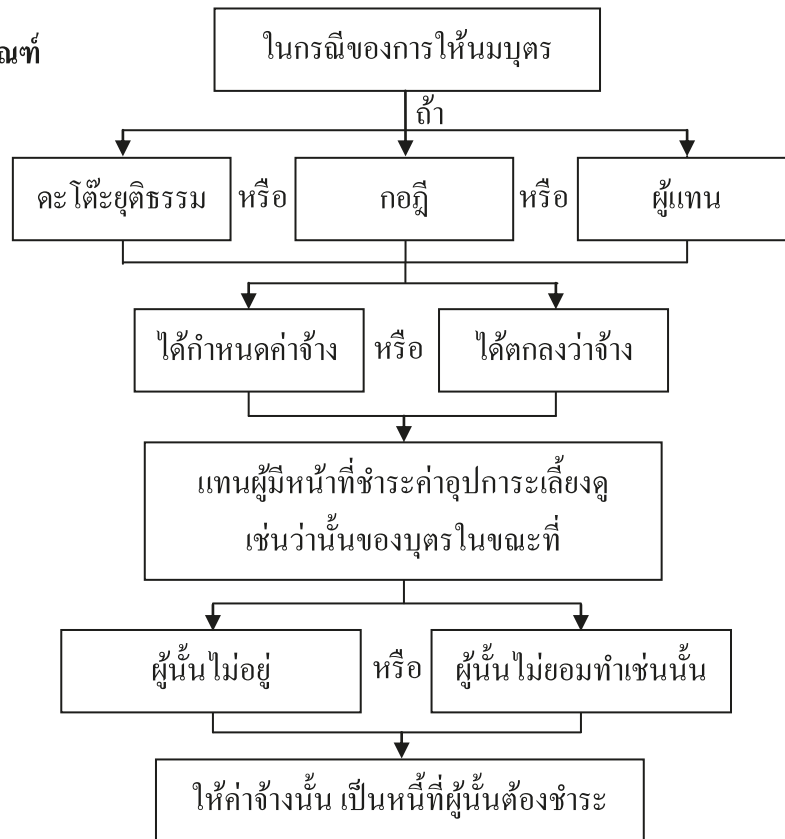 ณฑ์
ในกรณีของการให้นมบุตร
ถ้า
ดะโต๊ะยุติธรรม หรือ กอฎี หรือ ผู้แทน
ได้กำหนดค่าจ้าง หรือ ได้ตกลงว่าจ้าง
แทนผู้มีหน้าที่ชำระค่าอุปการะเลี้ยงดู
เช่นว่านั้นของบุตรในขณะที่
ผู้นั้นไม่อยู่ หรือ ผู้นั้นไม่ยอมทำเช่นนั้น
ให้ค่าจ้างนั้น เป็นหนี้ที่ผู้นั้นต้องชำระ